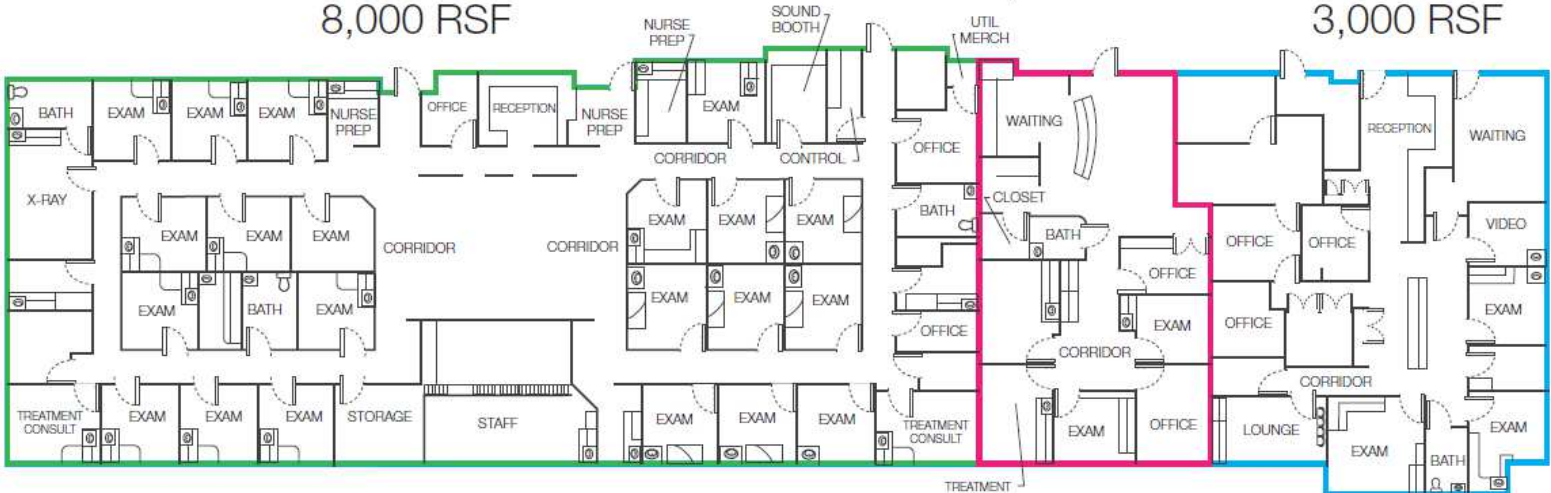 8,000 RSF
3,000 RSF
NURSE
PREP
SOUND
BOOTH
UTIL
MERCH
BATH
EXAM
EXAM
EXAM
NURSE
PREP
OFFICE
RECEPTION
NURSE
PREP
EXAM
CORRIDOR
CONTROL
OFFICE
WAITING
RECEPTION
WAITING
X-RAY
EXAM
EXAM
EXAM
CORRIDOR
CORRIDOR
EXAM
EXAM
EXAM
BATH
CLOSET
BATH
OFFICE
OFFICE
OFFICE
VIDEO
EXAM
BATH
EXAM
EXAM
EXAM
EXAM
OFFICE
EXAM
CORRIDOR
OFFICE
EXAM
CORRIDOR
TREATMENT
CONSULT
EXAM
EXAM
EXAM
STORAGE
STAFF
EXAM
EXAM
EXAM
TREATMENT
CONSULT
EXAM
OFFICE
LOUNGE
EXAM
BATH
EXAM
TREATMENT